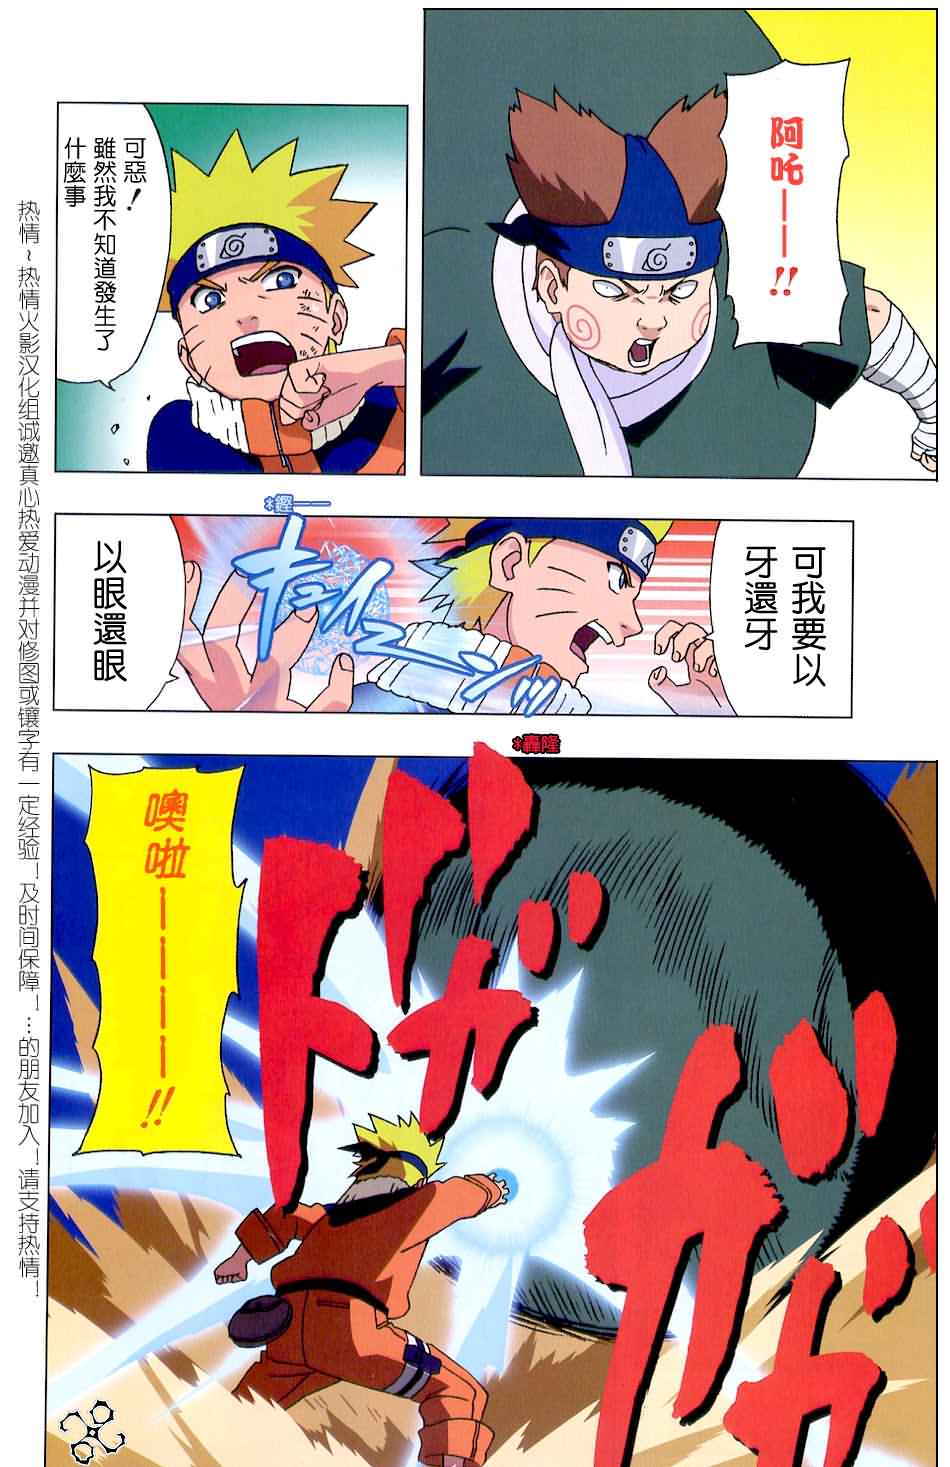 阿吒——!!
可惡!
雖然我不知道發生了
什麼事
*鏗——
キュイーンッ
可我要以
牙還牙
以眼還眼
*轟隆
ドガガガガ
噢啦————!!
热情~热情火影汉化组诚邀真心热爱动漫并对修图或镶字有一定经验!及时间保障!…的朋友加入!请支持热情!